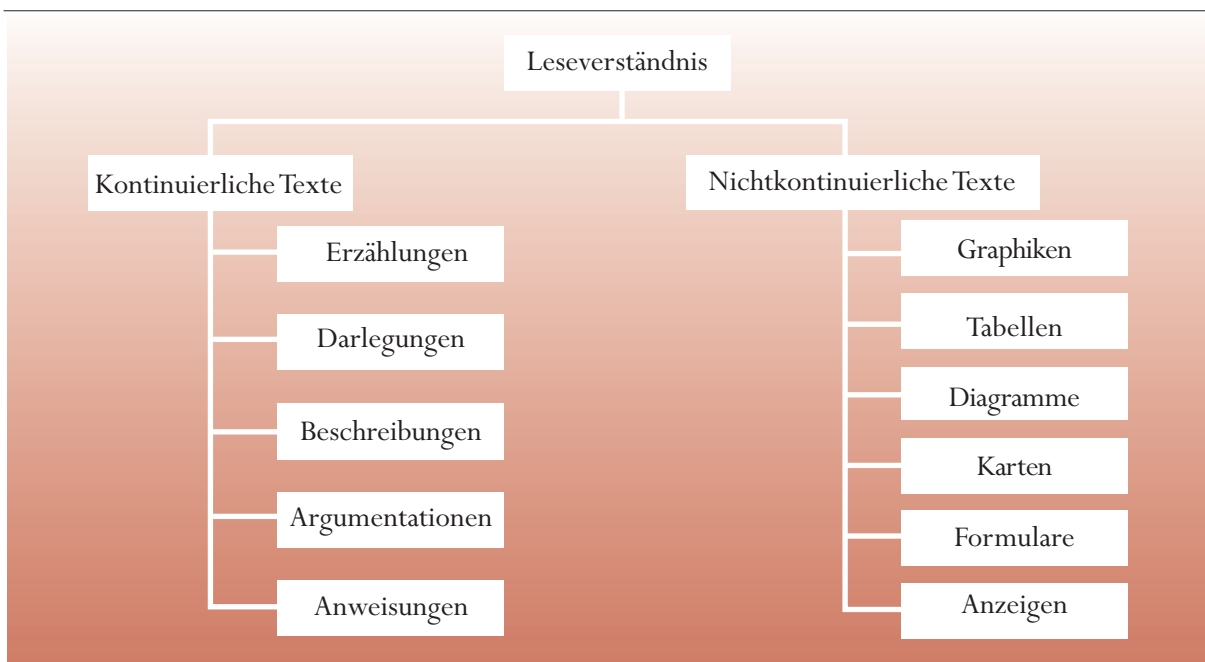 Leseverständnis
Kontinuierliche Texte
Erzählungen
Darlegungen
Beschreibungen
Argumentationen
Anweisungen
Nichtkontinuierliche Texte
Graphiken
Tabellen
Diagramme
Karten
Formulare
Anzeigen